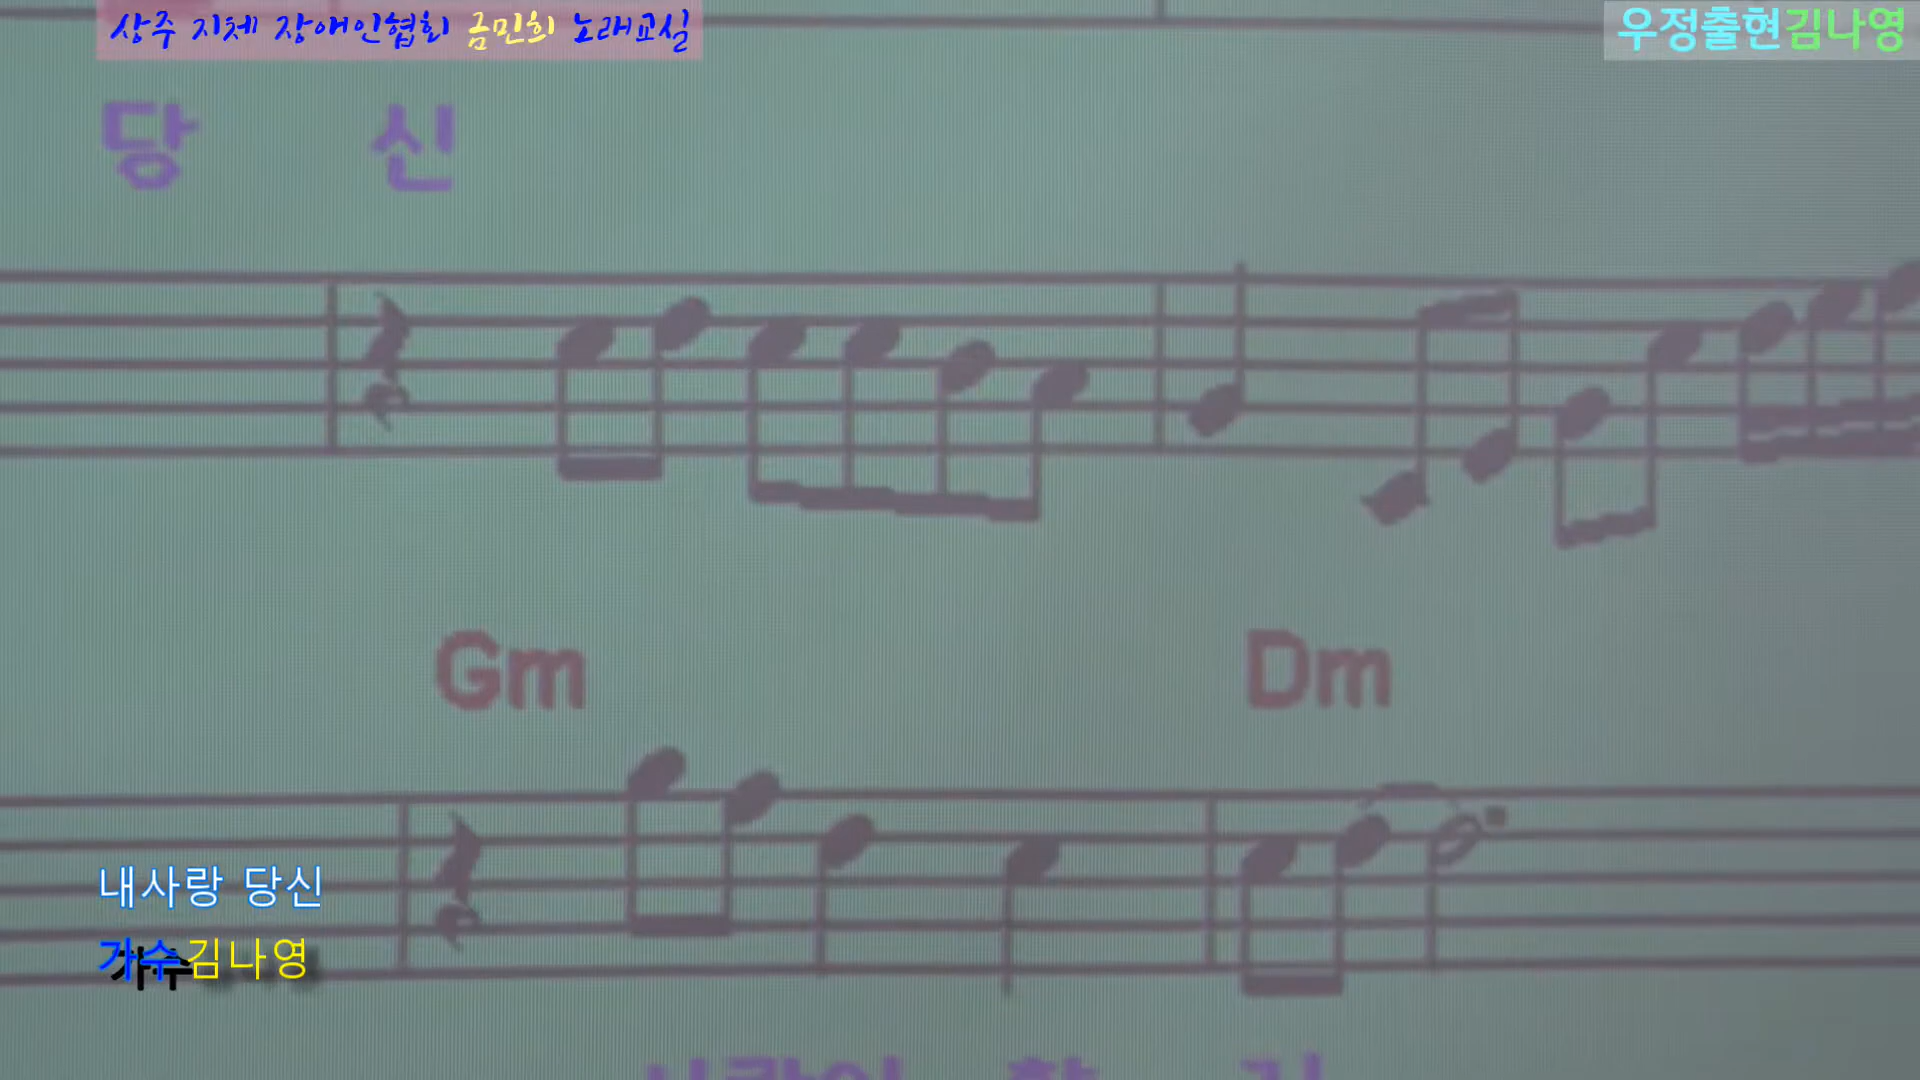 상주 지체 장애인협회 금민희 노래교실
우정출현김나영
당 신
Gm Dm
내사랑 당신
가수김나영